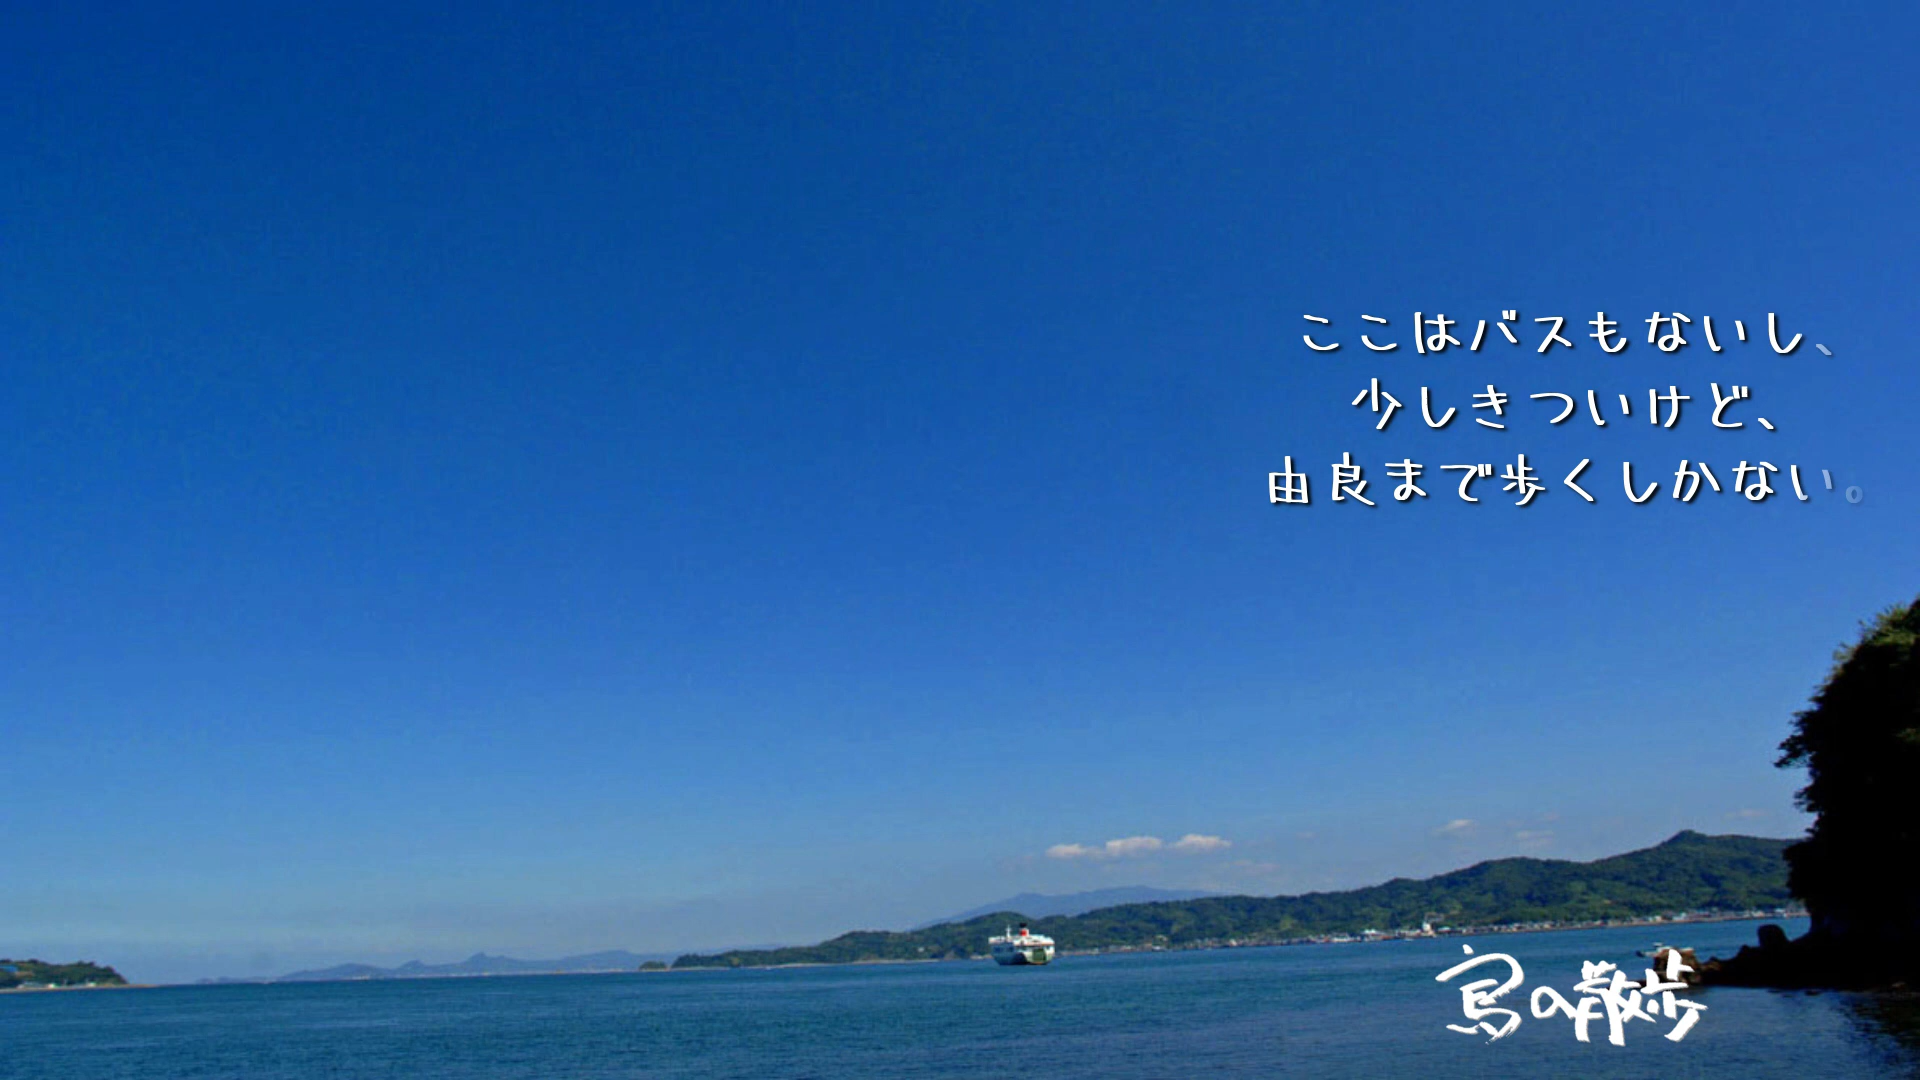 ここはバスもないし、
少しきついけど、
由良まで歩くしかない。
鳥の散歩